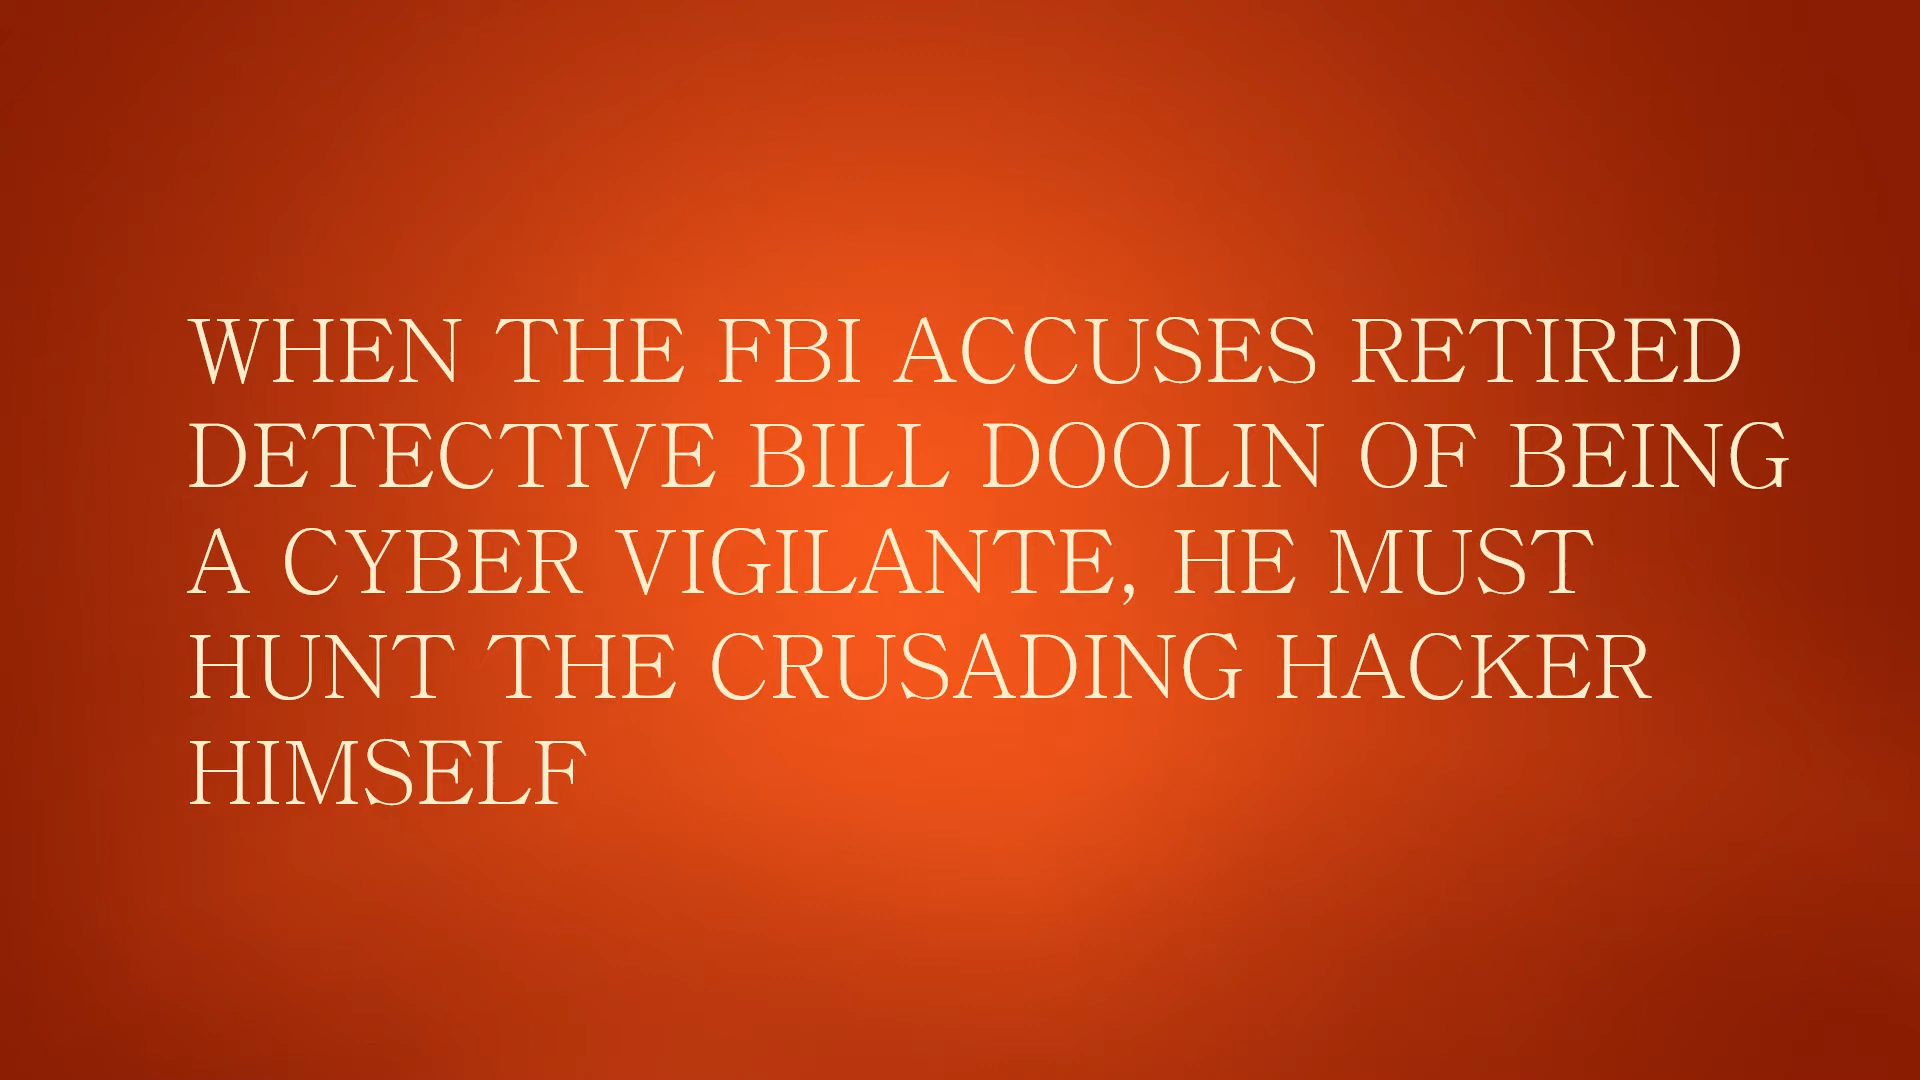 WHEN THE FBI ACCUSES RETIRED
DETECTIVE BILL DOOLIN OF BEING
A CYBER VIGILANTE, HE MUST
HUNT THE CRUSADING HACKER
HIMSELF